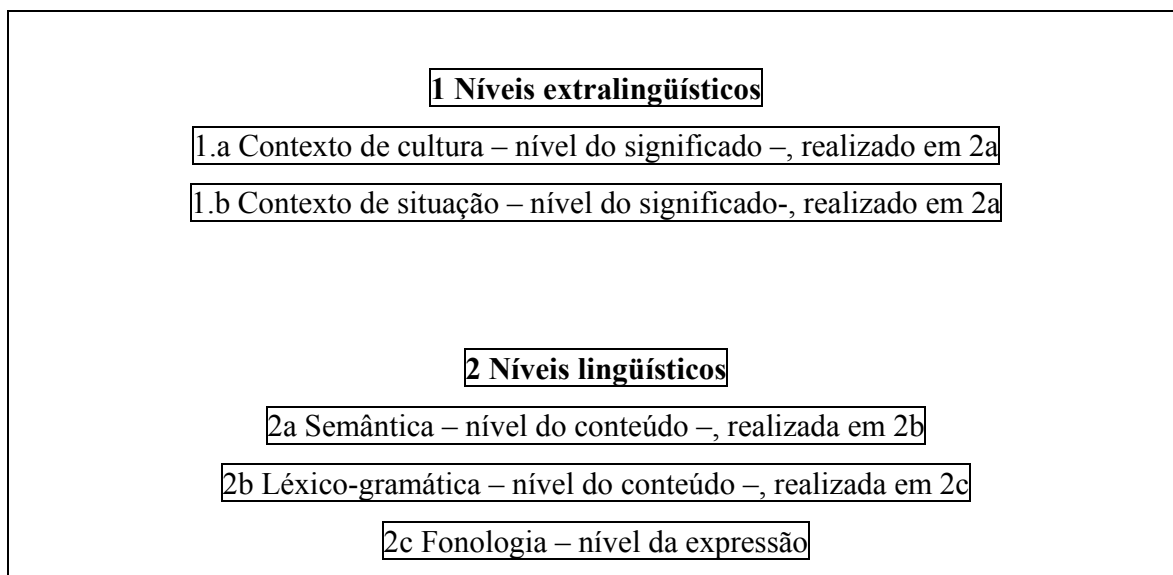 1 Níveis extralingüísticos
1.a Contexto de cultura – nível do significado –, realizado em 2a
1.b Contexto de situação – nível do significado-, realizado em 2a
2 Níveis lingüísticos
2a Semântica – nível do conteúdo –, realizada em 2b
2b Léxico-gramática – nível do conteúdo –, realizada em 2c
2c Fonologia – nível da expressão